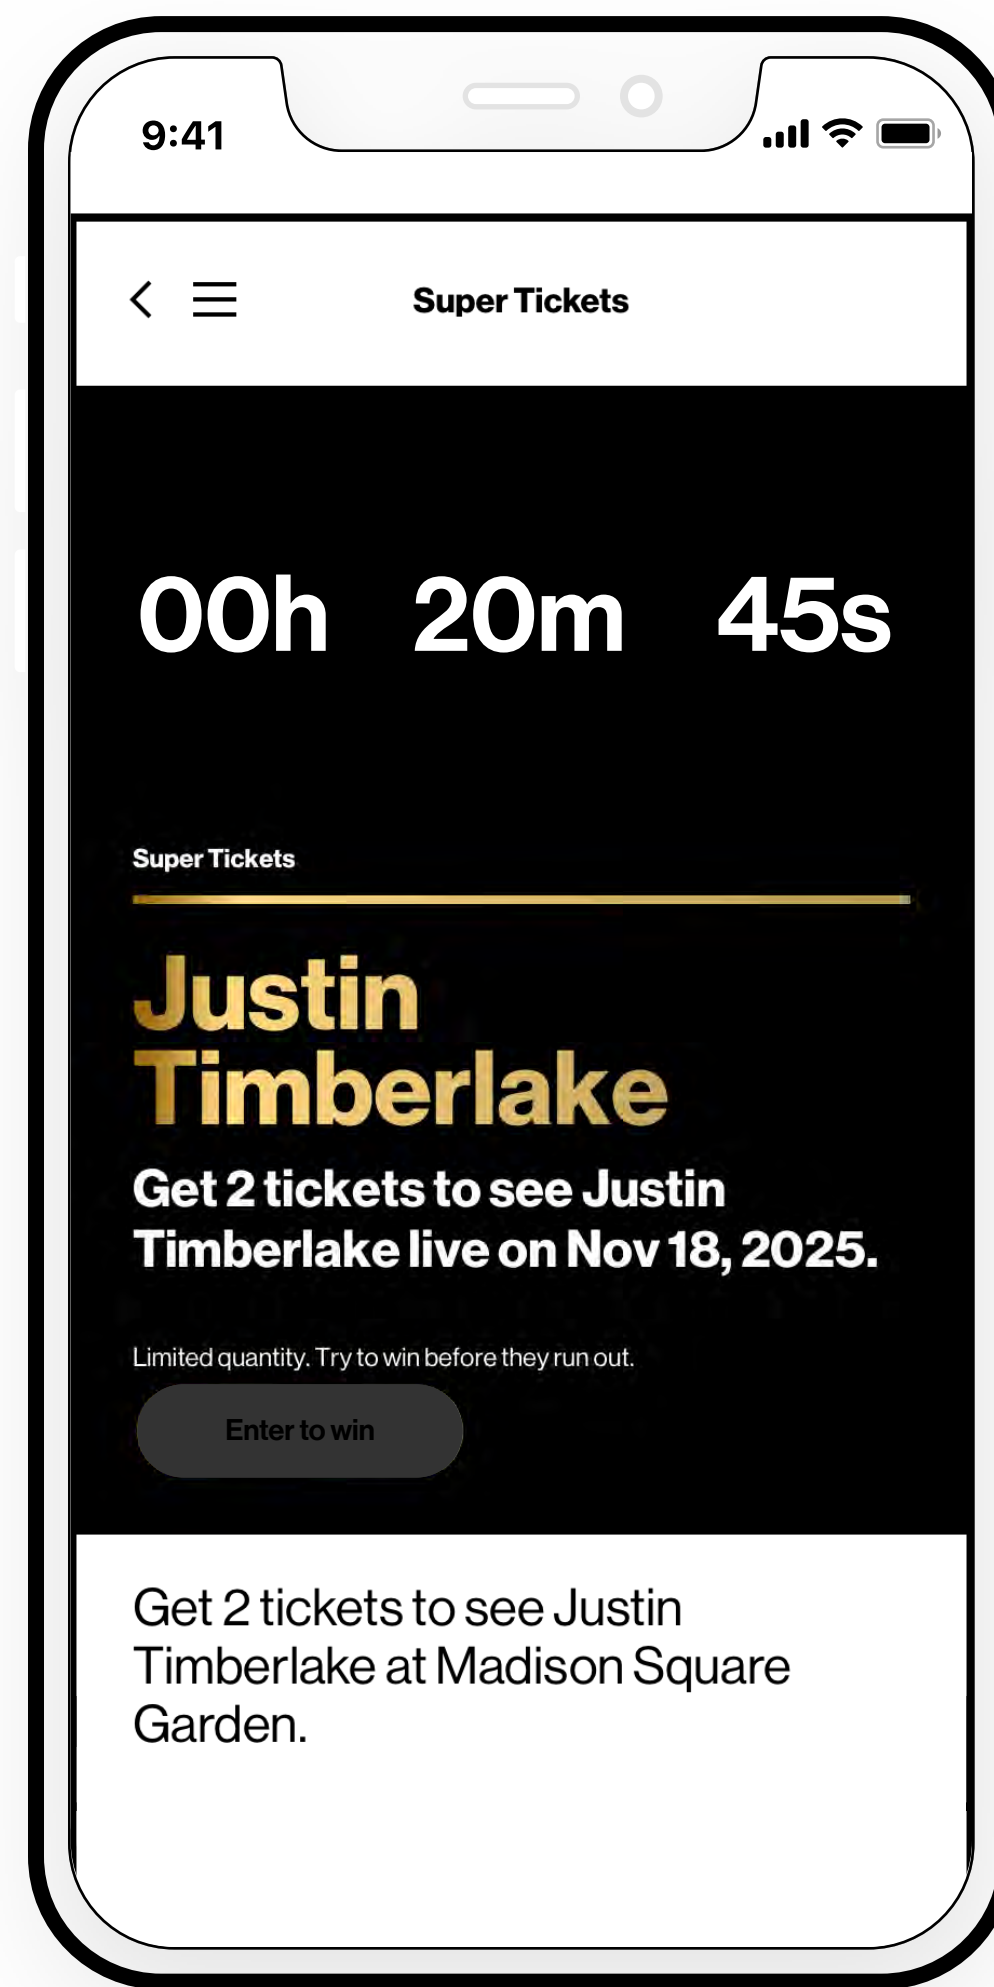 9:41
Super Tickets
00h 20m 45s
Super Tickets
Justin
Timberlake
Get 2 tickets to see Justin
Timberlake live on Nov 18, 2025.
Limited quantity. Try to win before they run out.
Enter to win
Get 2 tickets to see Justin
Timberlake at Madison Square
Garden.